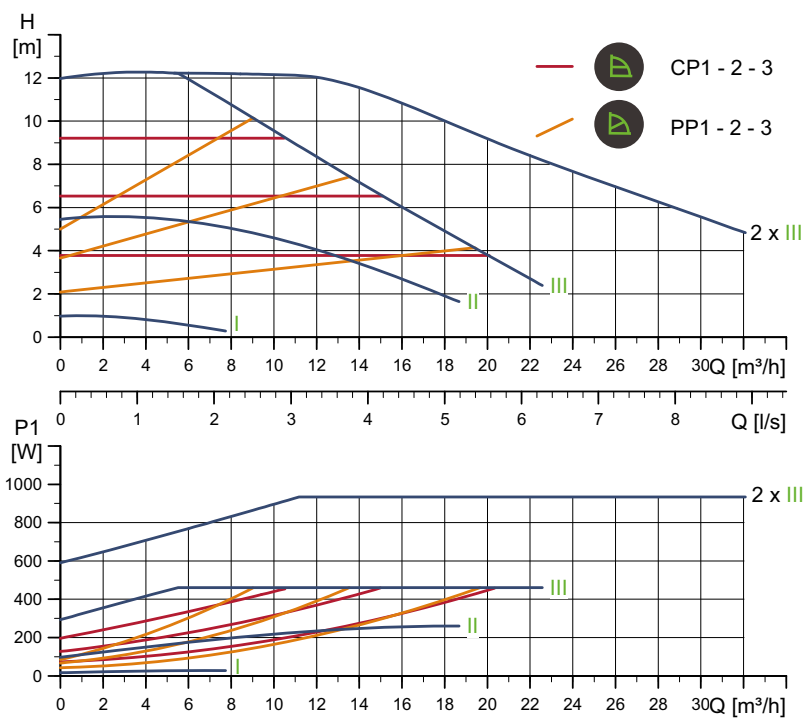 H
[m]
12
10
8
6
4
2
0
CP1 - 2 - 3
PP1 - 2 - 3
2 x III
III
II
I
0 2 4 6 8 10 12 14 16 18 20 22 24 26 28 30 Q [m³/h]
0 1 2 3 4 5 6 7 8 Q [l/s]
P1
[W]
1000
800
600
400
200
0
2 x III
III
II
I
0 2 4 6 8 10 12 14 16 18 20 22 24 26 28 30 Q [m³/h]